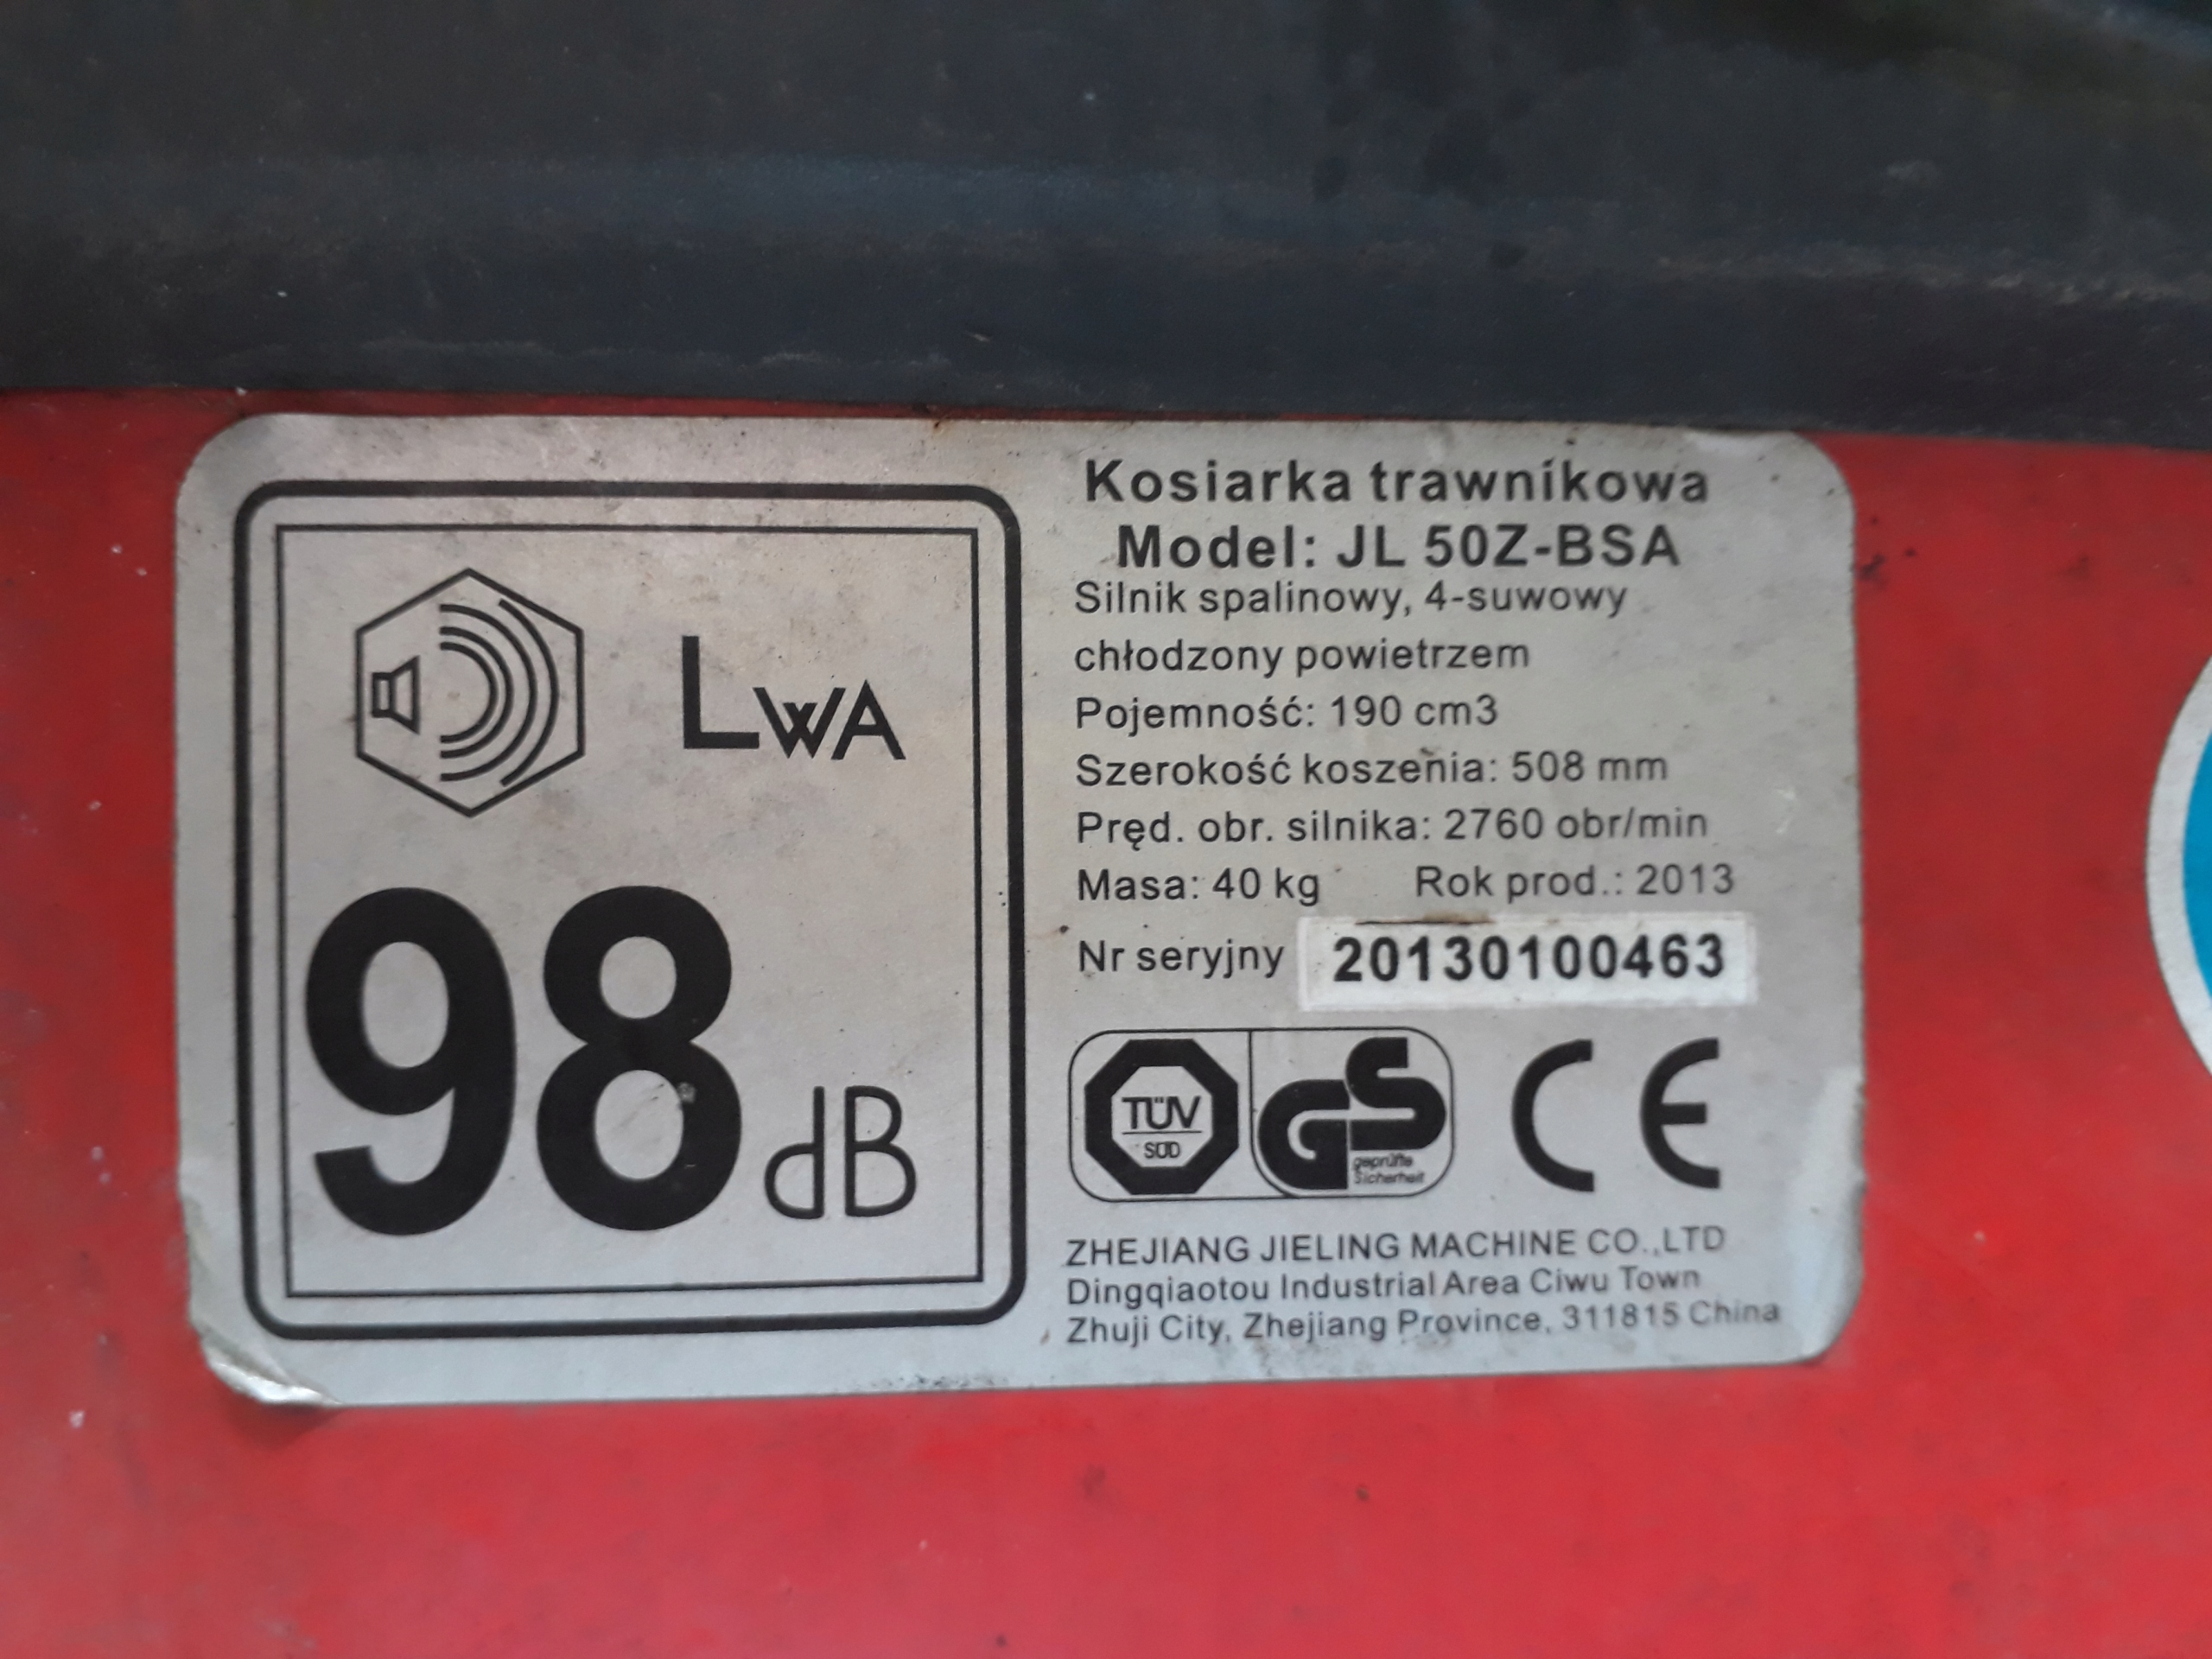 LWA
98 dB
Kosiarka trawnikowa
Model: JL 50Z-BSA
Silnik spalinowy, 4-suwowy
chłodzony powietrzem
Pojemność: 190 cm3
Szerokość koszenia: 508 mm
Pręd. obr. silnika: 2760 obr/min
Masa: 40 kg Rok prod.: 2013
Nr seryjny 20130100463
TÜV
SÜD
GS
geprüfte
Sicherheit
CE
ZHEJIANG JIELING MACHINE CO.,LTD
Dingqiaotou Industrial Area Ciwu Town
Zhuji City, Zhejiang Province, 311815 China